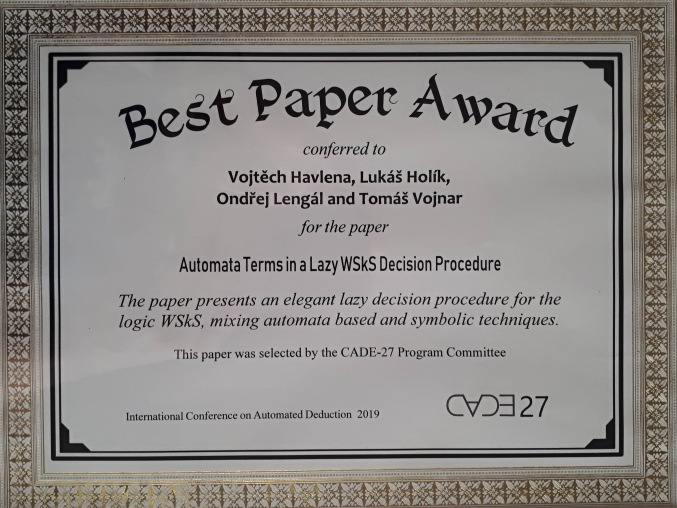 Best Paper Award
conferred to
Vojtěch Havlena, Lukáš Holík,
Ondřej Lengál and Tomáš Vojnar
for the paper
Automata Terms in a Lazy WSkS Decision Procedure
The paper presents an elegant lazy decision procedure for the
logic WSkS, mixing automata based and symbolic techniques.
This paper was selected by the CADE-27 Program Committee
International Conference on Automated Deduction 2019
C∀DƎ27